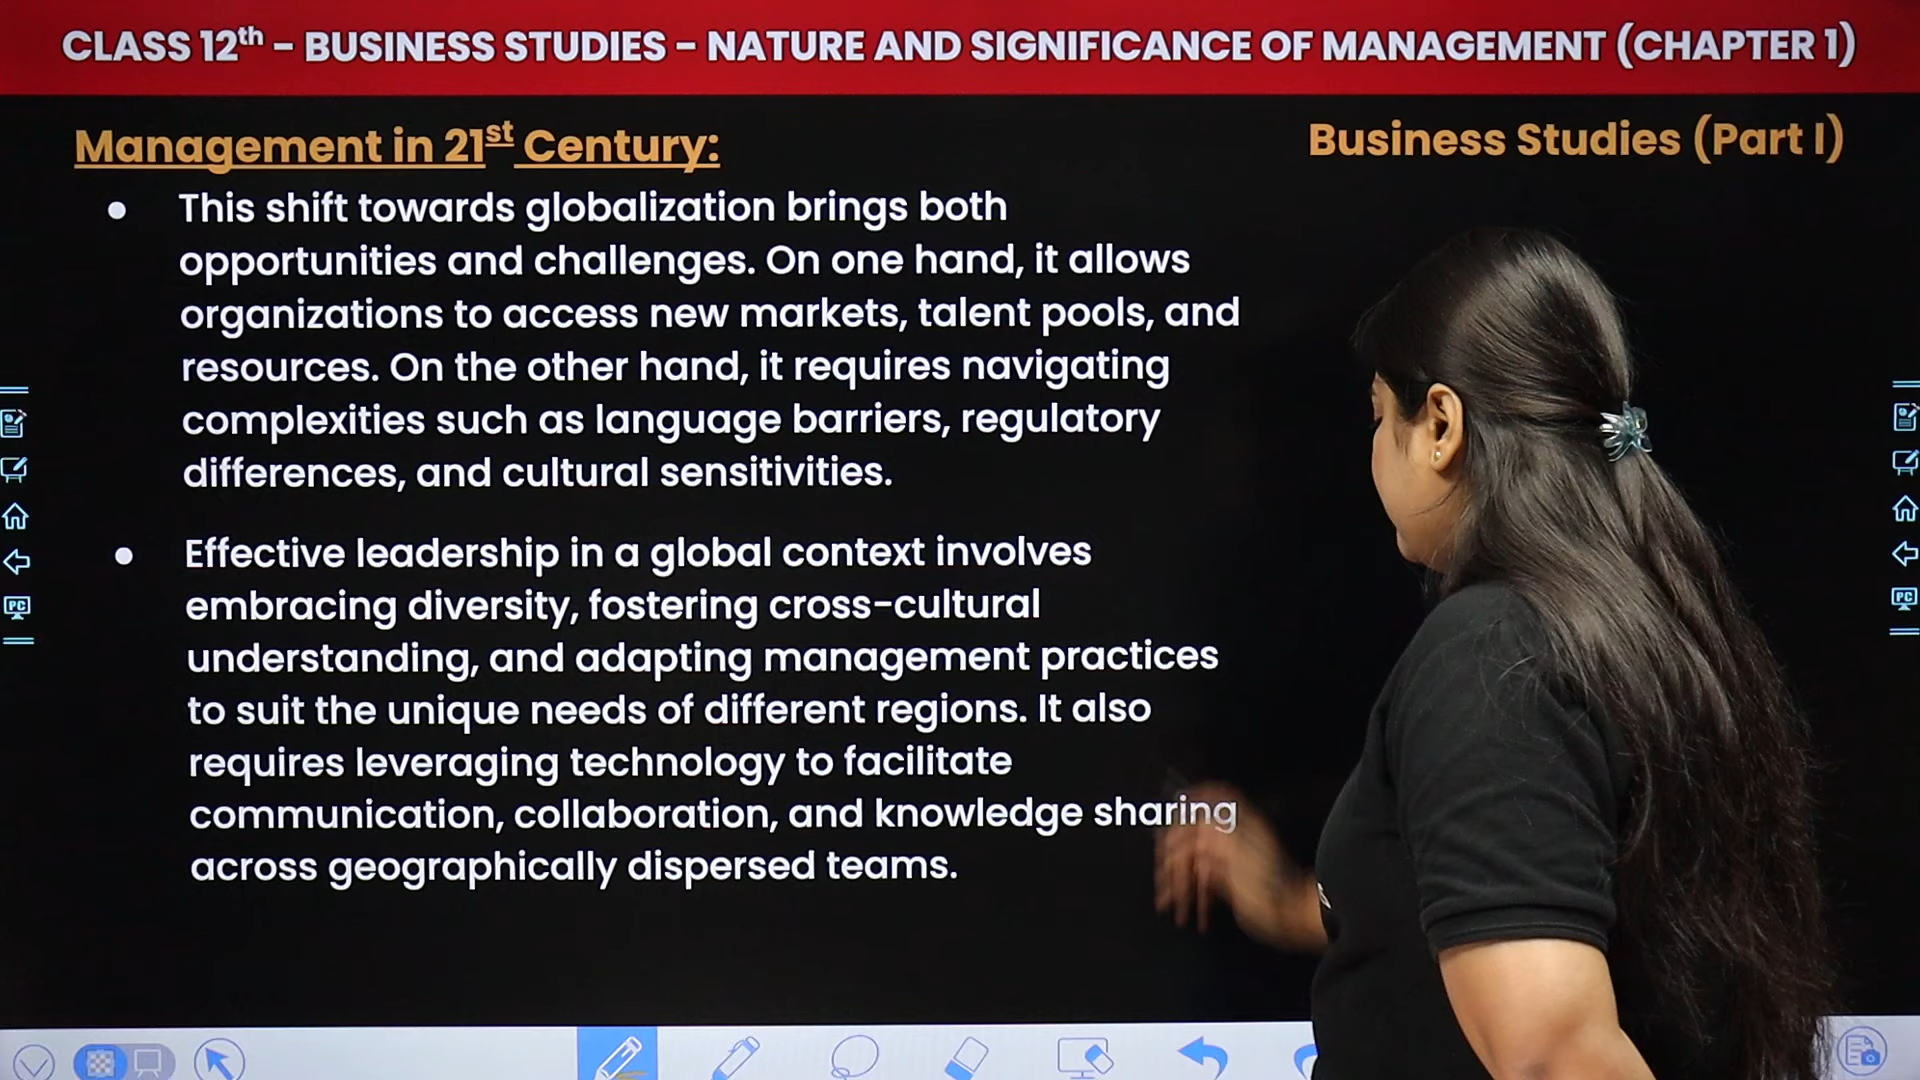 CLASS 12th – BUSINESS STUDIES – NATURE AND SIGNIFICANCE OF MANAGEMENT (CHAPTER 1)
Management in 21st Century:
Business Studies (Part I)
● This shift towards globalization brings both
opportunities and challenges. On one hand, it allows
organizations to access new markets, talent pools, and
resources. On the other hand, it requires navigating
complexities such as language barriers, regulatory
differences, and cultural sensitivities.
● Effective leadership in a global context involves
embracing diversity, fostering cross-cultural
understanding, and adapting management practices
to suit the unique needs of different regions. It also
requires leveraging technology to facilitate
communication, collaboration, and knowledge sharing
across geographically dispersed teams.
PC
PC